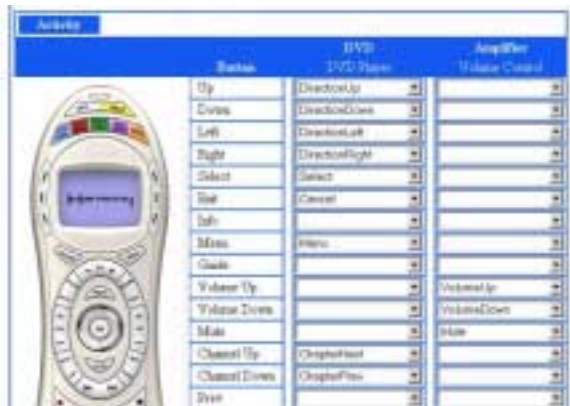 Activity
DVD Amplifier
Button DVD Player Volume Control
Up DirectionUp
Down DirectionDown
Left DirectionLeft
Right DirectionRight
Select Select
Exit Cancel
Info
Menu Menu
Guide
Volume Up VolumeUp
Volume Down VolumeDown
Mute Mute
Channel Up ChapterNext
Channel Down ChapterPrev
Harmony